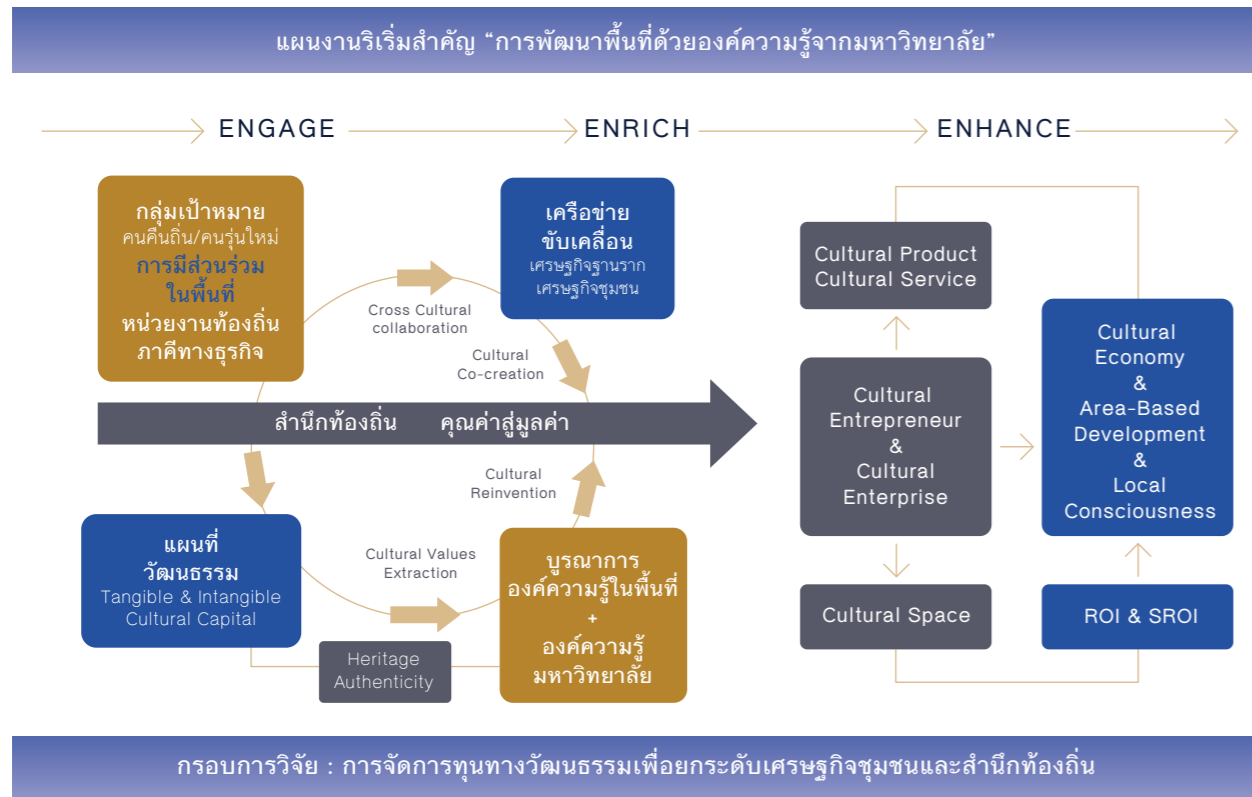 แผนงานริเริ่มสำคัญ “การพัฒนาพื้นที่ด้วยองค์ความรู้จากมหาวิทยาลัย”
ENGAGE
ENRICH
ENHANCE
กลุ่มเป้าหมาย
คนคืนถิ่น/คนรุ่นใหม่
การมีส่วนร่วม
ในพื้นที่
หน่วยงานท้องถิ่น
ภาคีทางธุรกิจ
Cross Cultural
collaboration
เครือข่าย
ขับเคลื่อน
เศรษฐกิจฐานราก
เศรษฐกิจชุมชน
Cultural
Co-creation
สำนึกท้องถิ่น
คุณค่าสู่มูลค่า
Cultural
Reinvention
แผนที่
วัฒนธรรม
Tangible & Intangible
Cultural Capital
Cultural Values
Extraction
Heritage
Authenticity
บูรณาการ
องค์ความรู้ในพื้นที่
+
องค์ความรู้
มหาวิทยาลัย
Cultural Product
Cultural Service
Cultural
Entrepreneur
&
Cultural
Enterprise
Cultural Space
Cultural
Economy
&
Area-Based
Development
&
Local
Consciousness
ROI & SROI
กรอบการวิจัย : การจัดการทุนทางวัฒนธรรมเพื่อยกระดับเศรษฐกิจชุมชนและสำนึกท้องถิ่น